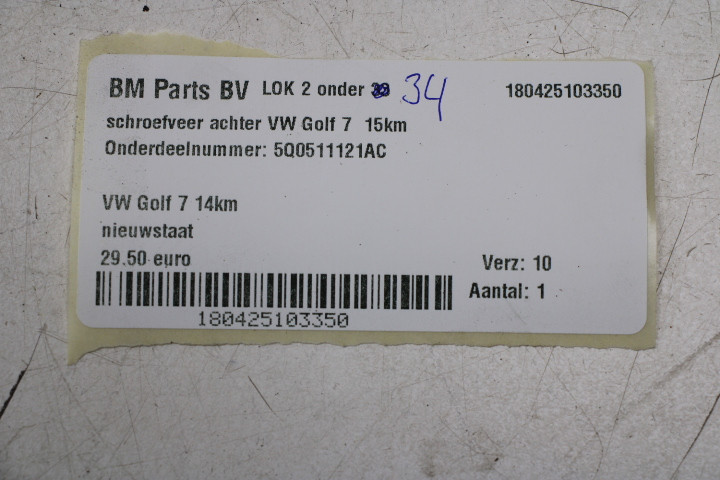 BM Parts BV LOK 2 onder 34 180425103350
schroefveer achter VW Golf 7 15km
Onderdeelnummer: 5Q0511121AC
VW Golf 7 14km
nieuwstaat
29.50 euro Verz: 10
Aantal: 1
180425103350